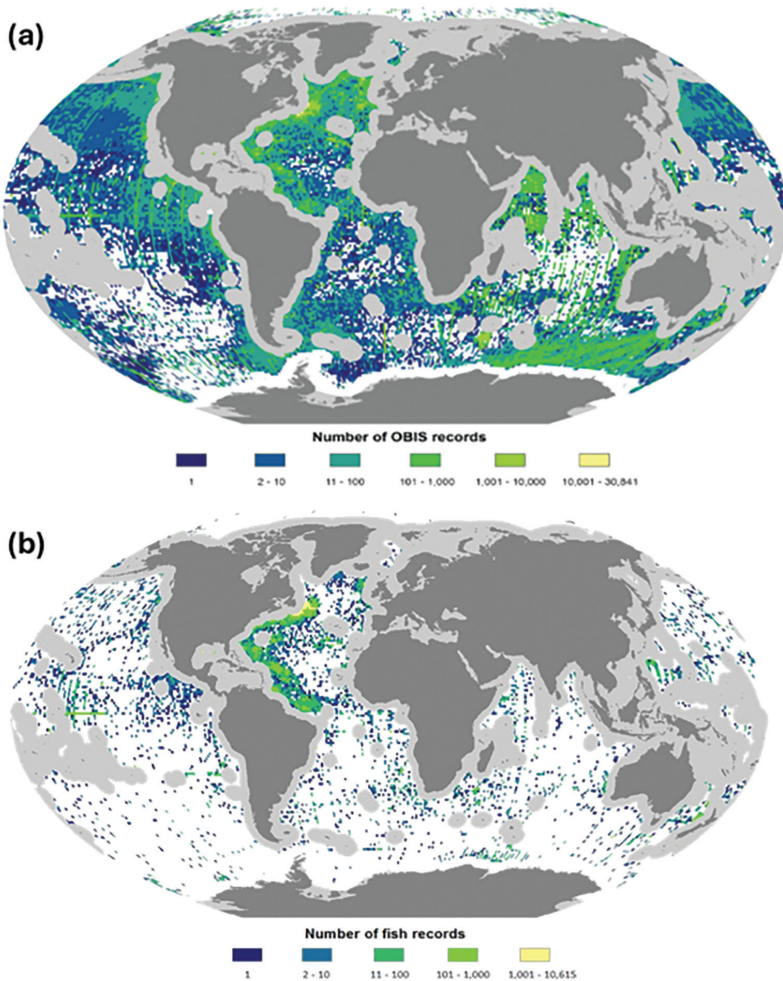 (a)
Number of OBIS records
1 2 - 10 11 - 100 101 - 1,000 1,001 - 10,000 10,001 - 30,841
(b)
Number of fish records
1 2 - 10 11 - 100 101 - 1,000 1,001 - 10,615